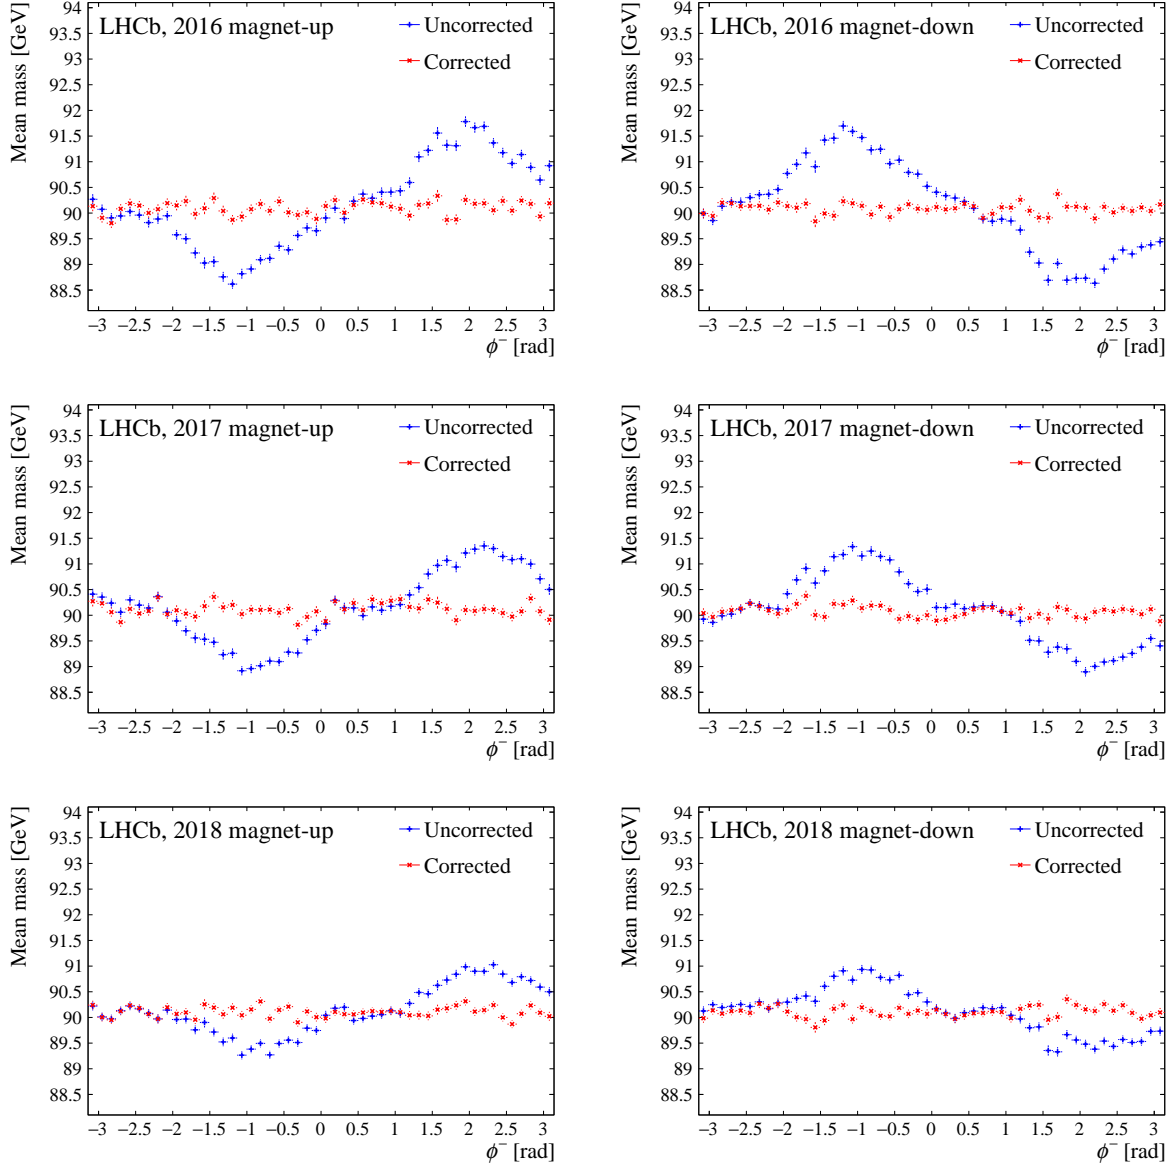 LHCb, 2016 magnet-up
Uncorrected
Corrected
Mean mass [GeV]
94
93.5
93
92.5
92
91.5
91
90.5
90
89.5
89
88.5
−3 −2.5 −2 −1.5 −1 −0.5 0 0.5 1 1.5 2 2.5 3
ϕ⁻ [rad]
LHCb, 2016 magnet-down
Uncorrected
Corrected
Mean mass [GeV]
94
93.5
93
92.5
92
91.5
91
90.5
90
89.5
89
88.5
−3 −2.5 −2 −1.5 −1 −0.5 0 0.5 1 1.5 2 2.5 3
ϕ⁻ [rad]
LHCb, 2017 magnet-up
Uncorrected
Corrected
Mean mass [GeV]
94
93.5
93
92.5
92
91.5
91
90.5
90
89.5
89
88.5
−3 −2.5 −2 −1.5 −1 −0.5 0 0.5 1 1.5 2 2.5 3
ϕ⁻ [rad]
LHCb, 2017 magnet-down
Uncorrected
Corrected
Mean mass [GeV]
94
93.5
93
92.5
92
91.5
91
90.5
90
89.5
89
88.5
−3 −2.5 −2 −1.5 −1 −0.5 0 0.5 1 1.5 2 2.5 3
ϕ⁻ [rad]
LHCb, 2018 magnet-up
Uncorrected
Corrected
Mean mass [GeV]
94
93.5
93
92.5
92
91.5
91
90.5
90
89.5
89
88.5
−3 −2.5 −2 −1.5 −1 −0.5 0 0.5 1 1.5 2 2.5 3
ϕ⁻ [rad]
LHCb, 2018 magnet-down
Uncorrected
Corrected
Mean mass [GeV]
94
93.5
93
92.5
92
91.5
91
90.5
90
89.5
89
88.5
−3 −2.5 −2 −1.5 −1 −0.5 0 0.5 1 1.5 2 2.5 3
ϕ⁻ [rad]